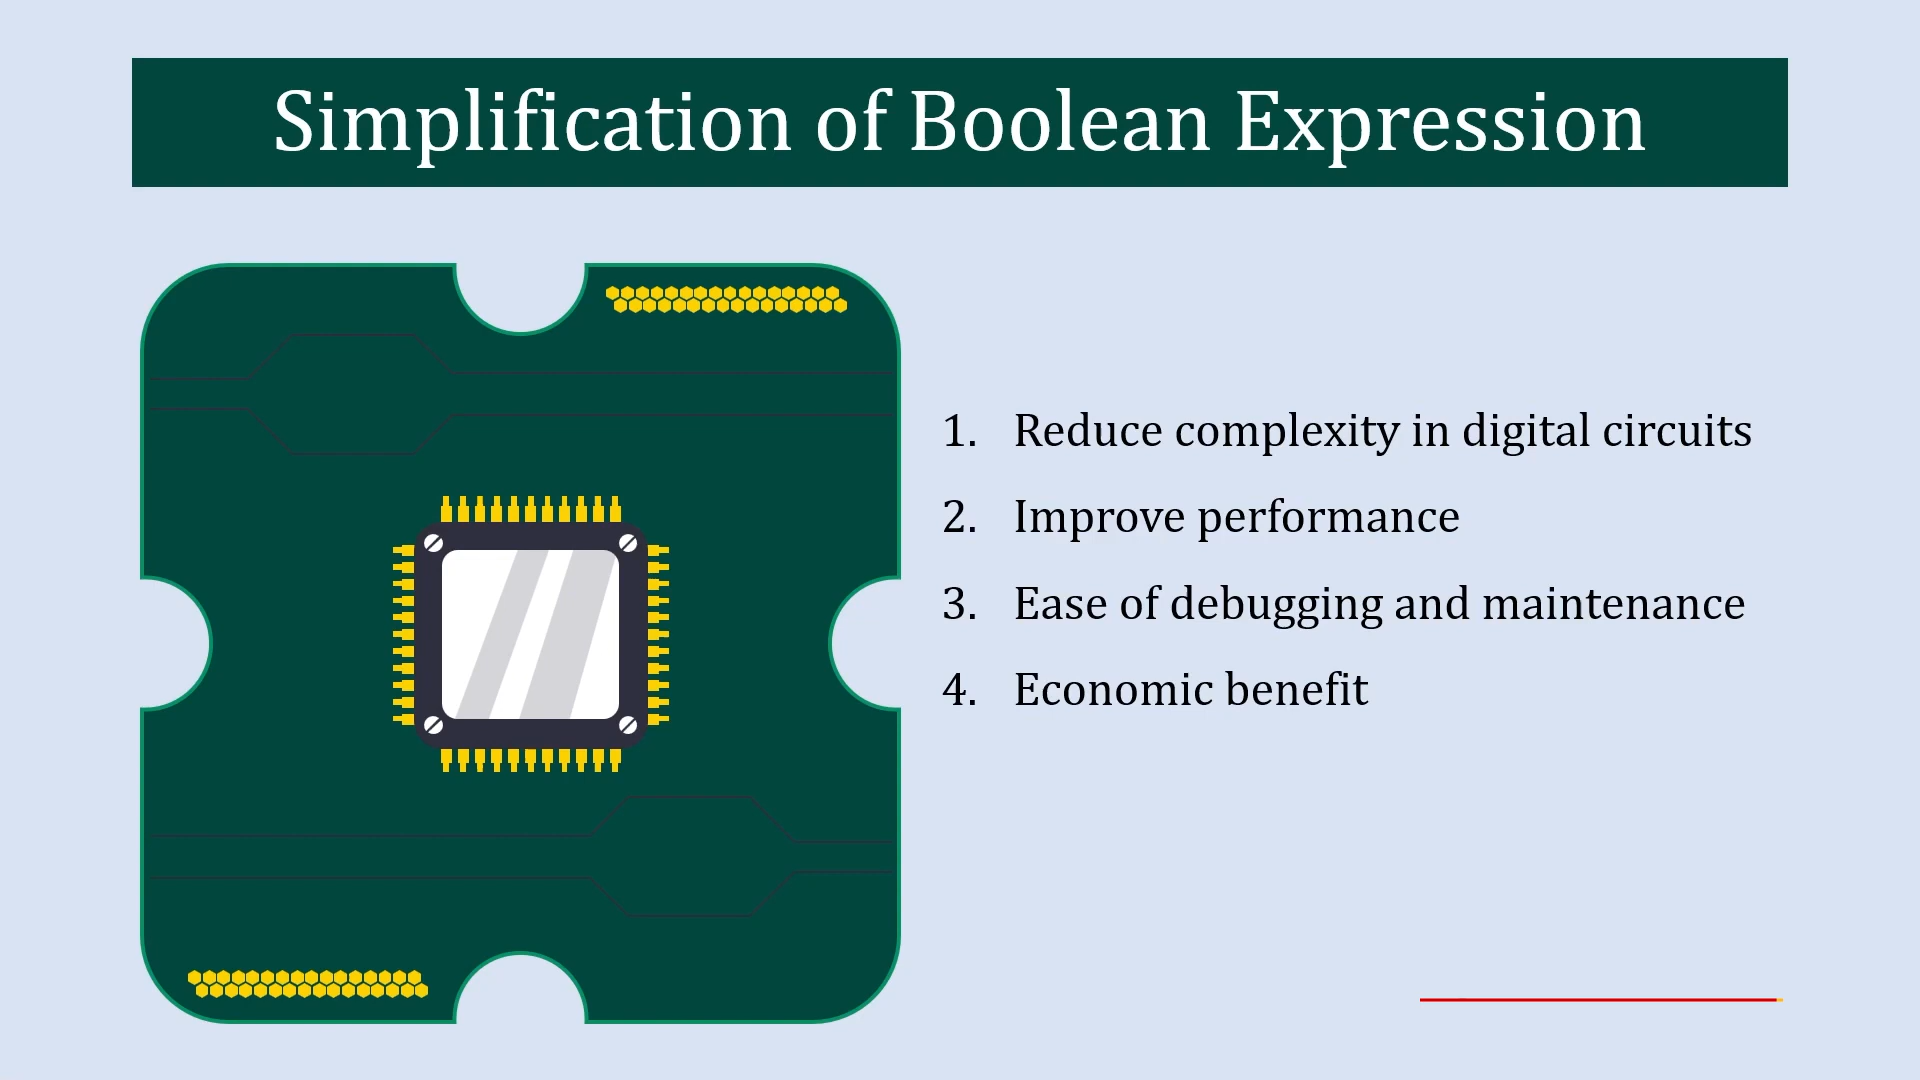 Simplification of Boolean Expression
1. Reduce complexity in digital circuits
2. Improve performance
3. Ease of debugging and maintenance
4. Economic benefit